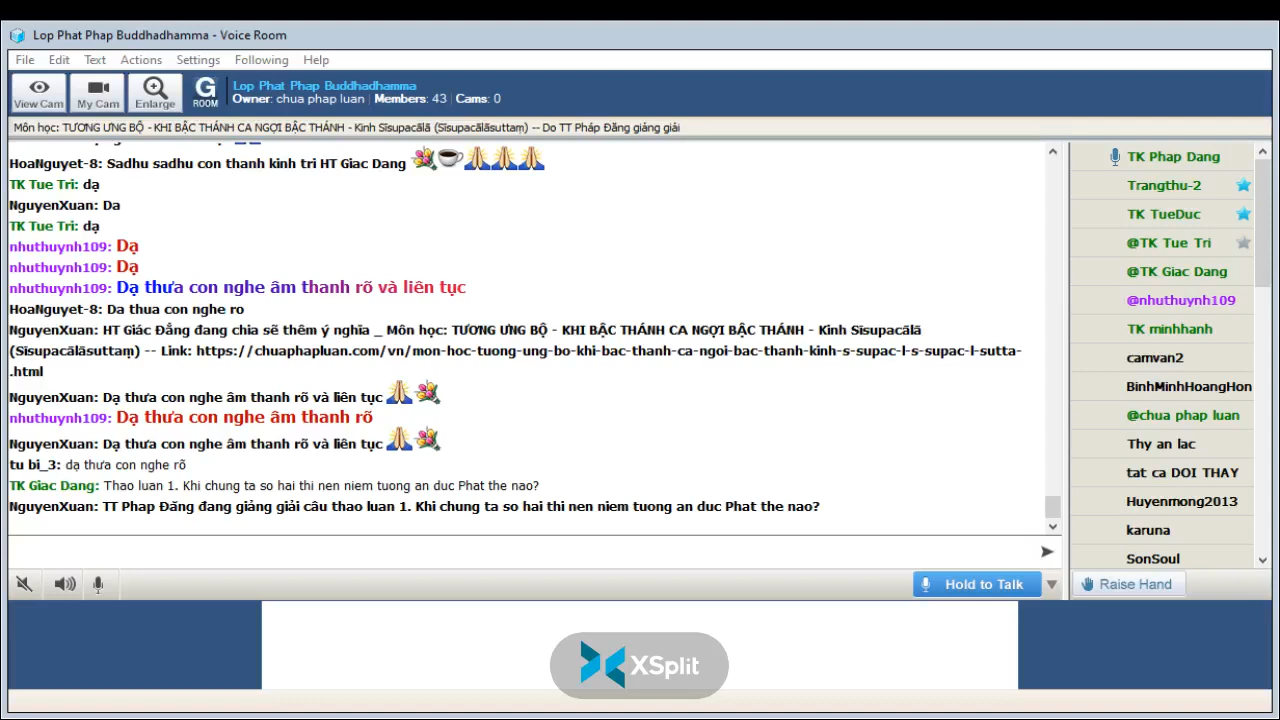 Lop Phat Phap Buddhadhamma - Voice Room
File Edit Text Actions Settings Following Help
View Cam My Cam Enlarge G ROOM
Lop Phat Phap Buddhadhamma
Owner: chua phap luan | Members: 43 | Cams: 0
Môn học: TƯƠNG ƯNG BỘ - KHI BẬC THÁNH CA NGỢI BẬC THÁNH - Kinh Sīsupacālā (Sīsupacālāsuttaṃ) -- Do TT Pháp Đăng giảng giải
HoaNguyet-8: Sadhu sadhu con thanh kinh tri HT Giac Dang
TK Tue Tri: dạ
NguyenXuan: Da
TK Tue Tri: dạ
nhuthuynh109: Dạ
nhuthuynh109: Dạ
nhuthuynh109: Dạ thưa con nghe âm thanh rõ và liên tục
HoaNguyet-8: Da thua con nghe ro
NguyenXuan: HT Giác Đẳng đang chia sẽ thêm ý nghĩa _ Môn học: TƯƠNG ƯNG BỘ - KHI BẬC THÁNH CA NGỢI BẬC THÁNH - Kinh Sīsupacālā
(Sīsupacālāsuttaṃ) -- Link: https://chuaphapluan.com/vn/mon-hoc-tuong-ung-bo-khi-bac-thanh-ca-ngoi-bac-thanh-kinh-s-supac-l-s-supac-l-sutta-
.html
NguyenXuan: Dạ thưa con nghe âm thanh rõ và liên tục
nhuthuynh109: Dạ thưa con nghe âm thanh rõ
NguyenXuan: Dạ thưa con nghe âm thanh rõ và liên tục
tu bi_3: dạ thưa con nghe rõ
TK Giac Dang: Thao luan 1. Khi chung ta so hai thi nen niem tuong an duc Phat the nao?
NguyenXuan: TT Phap Đăng đang giảng giải câu thao luan 1. Khi chung ta so hai thi nen niem tuong an duc Phat the nao?
TK Phap Dang
Trangthu-2
TK TueDuc
@TK Tue Tri
@TK Giac Dang
@nhuthuynh109
TK minhhanh
camvan2
BinhMinhHoangHon
@chua phap luan
Thy an lac
tat ca DOI THAY
Huyenmong2013
karuna
SonSoul
Hold to Talk
Raise Hand
XSplit